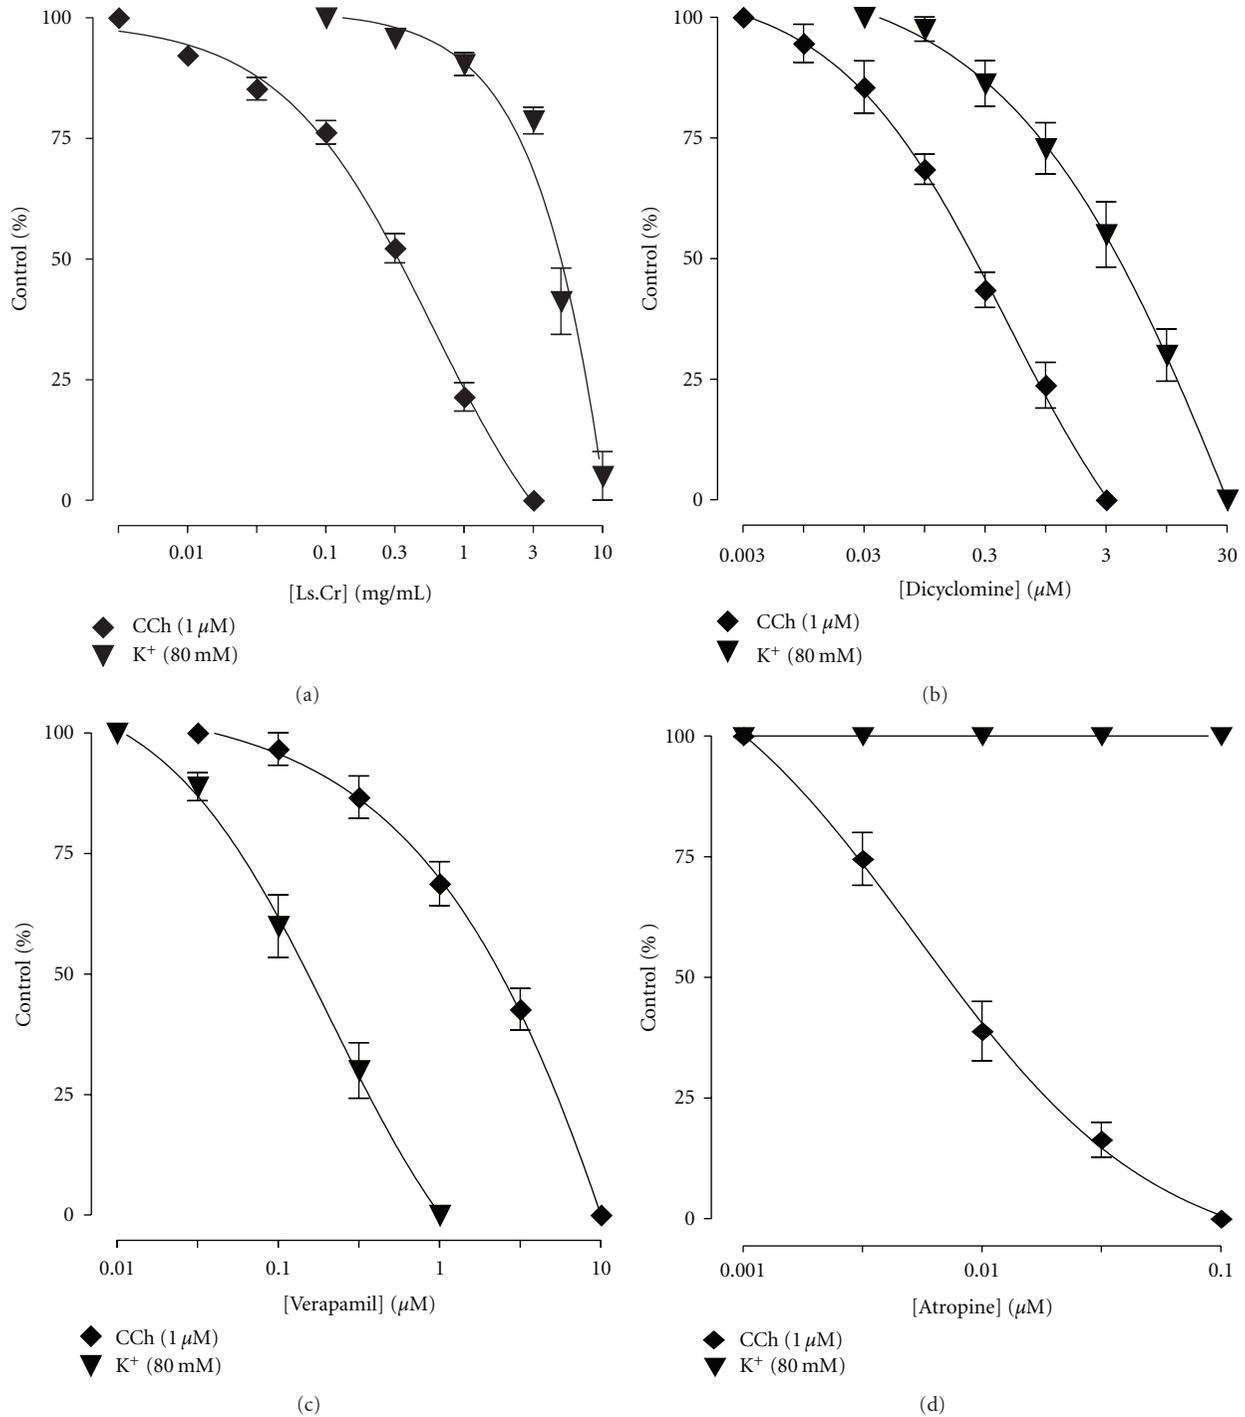 100
75
50
25
0
Control (%)
0.01 0.1 0.3 1 3 10
[Ls.Cr] (mg/mL)
CCh (1 µM)
K+ (80 mM)
(a)
100
75
50
25
0
Control (%)
0.003 0.03 0.3 3 30
[Dicyclomine] (µM)
CCh (1 µM)
K+ (80 mM)
(b)
100
75
50
25
0
Control (%)
0.01 0.1 1 10
[Verapamil] (µM)
CCh (1 µM)
K+ (80 mM)
(c)
100
75
50
25
0
Control (% )
0.001 0.01 0.1
[Atropine] (µM)
CCh (1 µM)
K+ (80 mM)
(d)